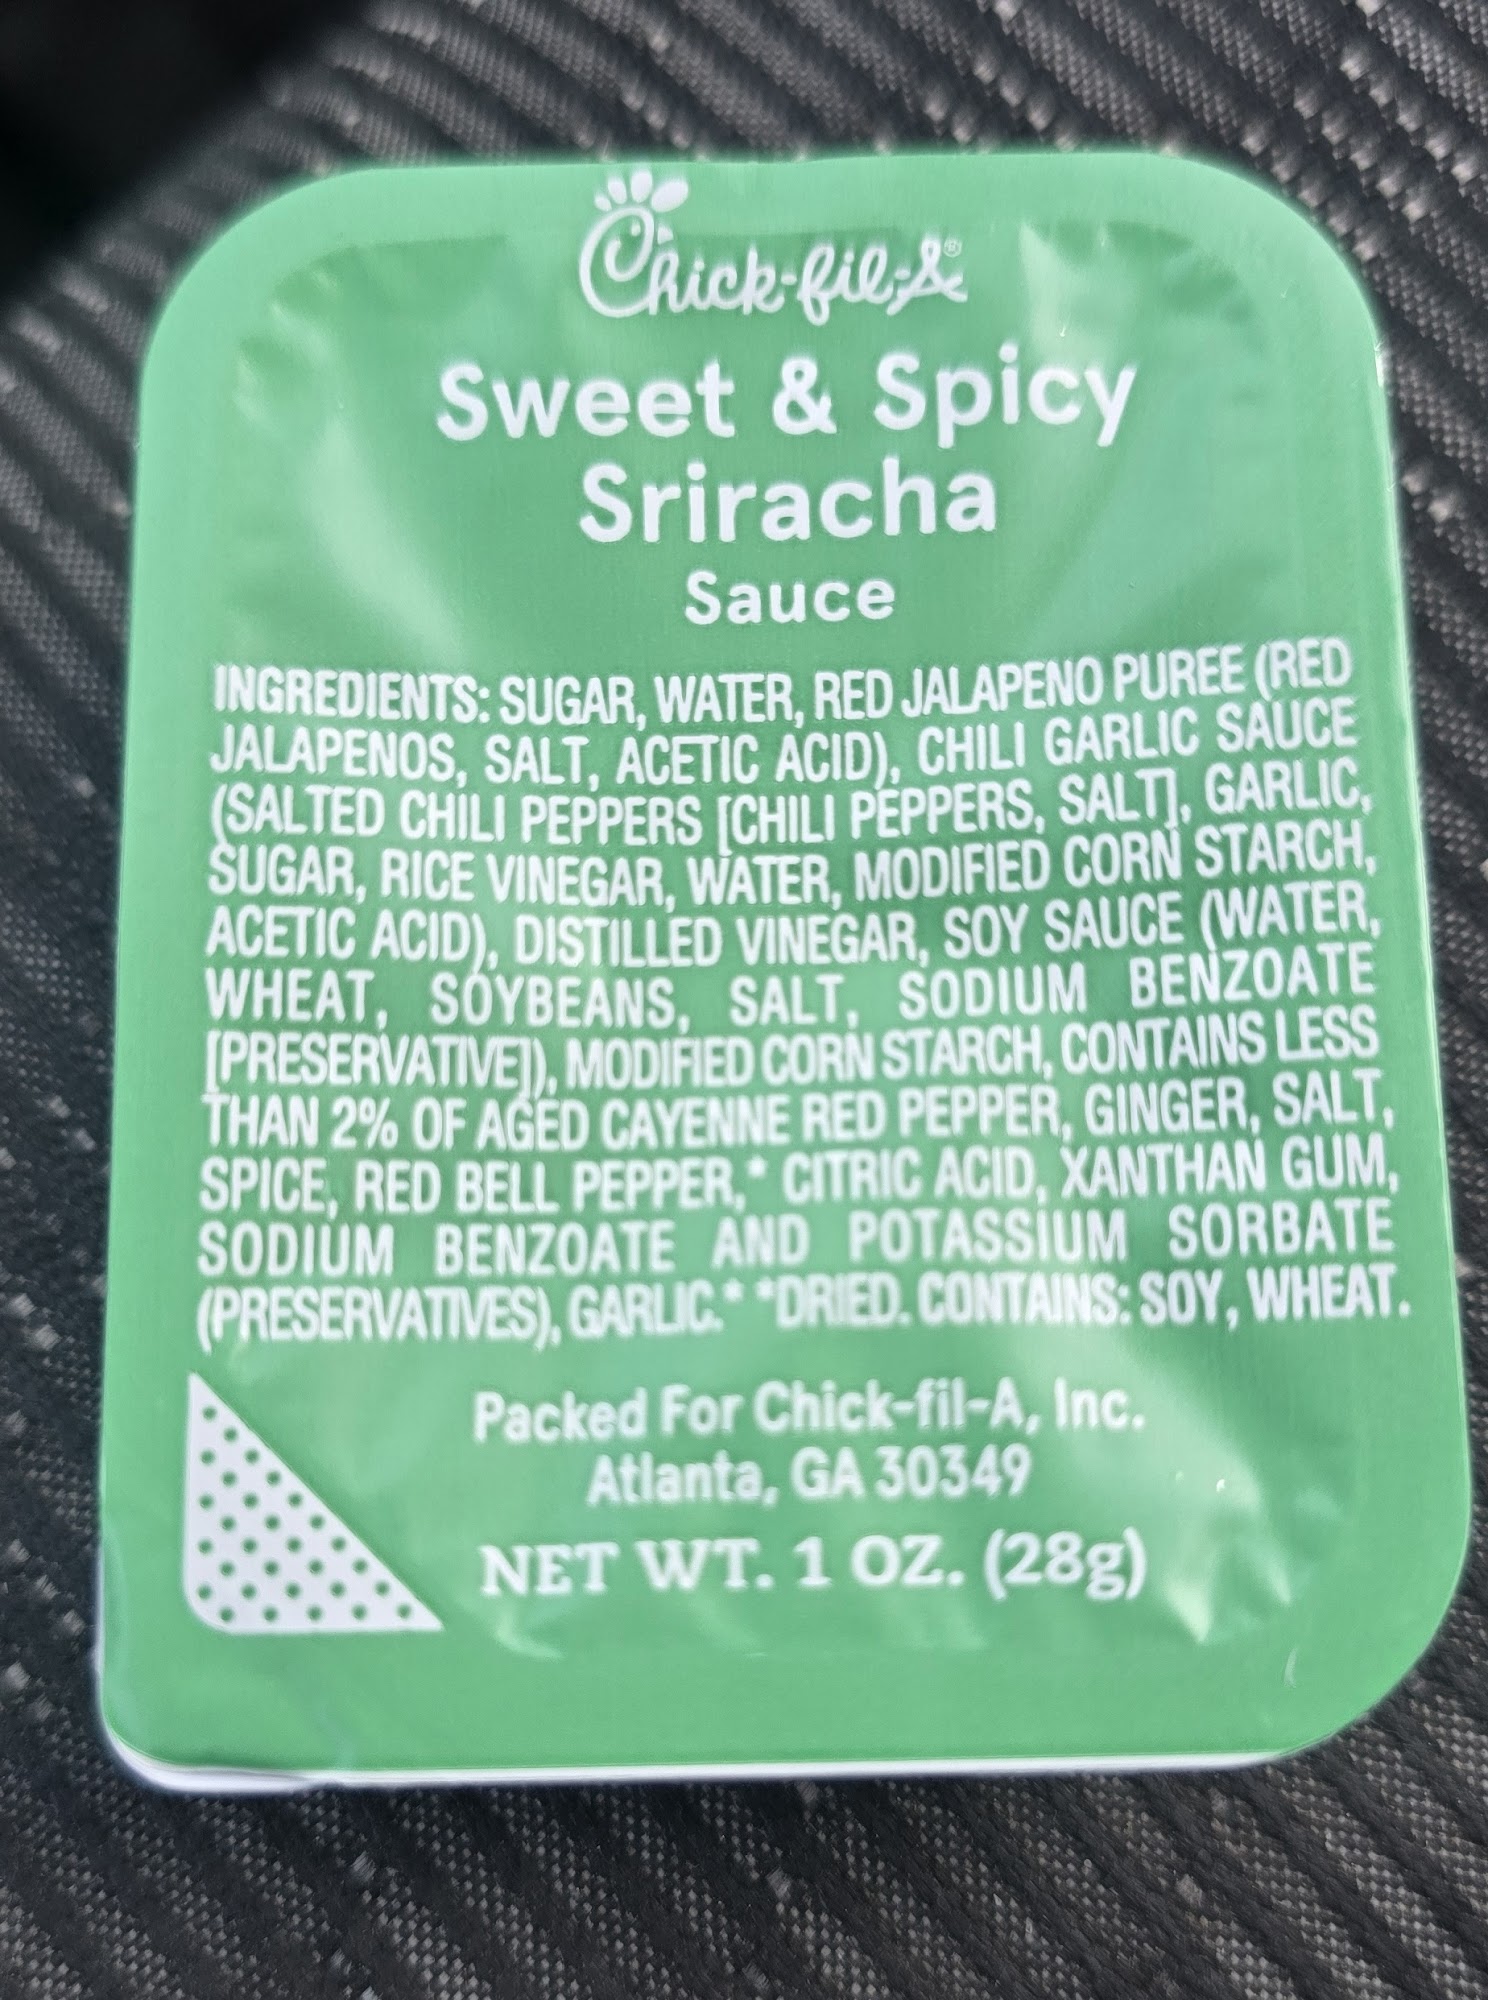 Chick-fil-A®
Sweet & Spicy
Sriracha
Sauce
INGREDIENTS: SUGAR, WATER, RED JALAPENO PUREE (RED
JALAPENOS, SALT, ACETIC ACID), CHILI GARLIC SAUCE
(SALTED CHILI PEPPERS [CHILI PEPPERS, SALT], GARLIC,
SUGAR, RICE VINEGAR, WATER, MODIFIED CORN STARCH,
ACETIC ACID), DISTILLED VINEGAR, SOY SAUCE (WATER,
WHEAT, SOYBEANS, SALT, SODIUM BENZOATE
[PRESERVATIVE]), MODIFIED CORN STARCH, CONTAINS LESS
THAN 2% OF AGED CAYENNE RED PEPPER, GINGER, SALT,
SPICE, RED BELL PEPPER,* CITRIC ACID, XANTHAN GUM,
SODIUM BENZOATE AND POTASSIUM SORBATE
(PRESERVATIVES), GARLIC.* *DRIED. CONTAINS: SOY, WHEAT.
Packed For Chick-fil-A, Inc.
Atlanta, GA 30349
NET WT. 1 OZ. (28g)